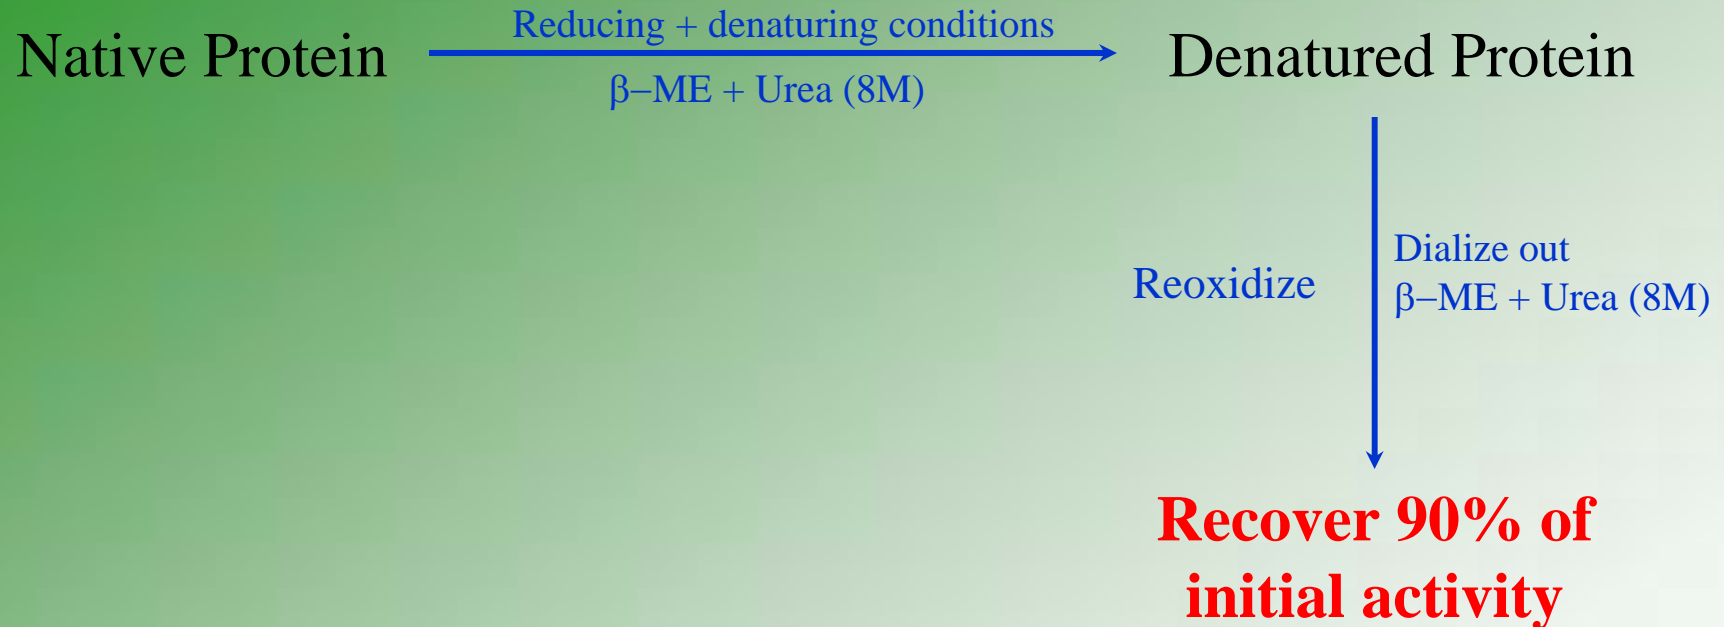 Native Protein
Reducing + denaturing conditions
β–ME + Urea (8M)
Denatured Protein
Reoxidize
Dialize out
β–ME + Urea (8M)
Recover 90% of
initial activity